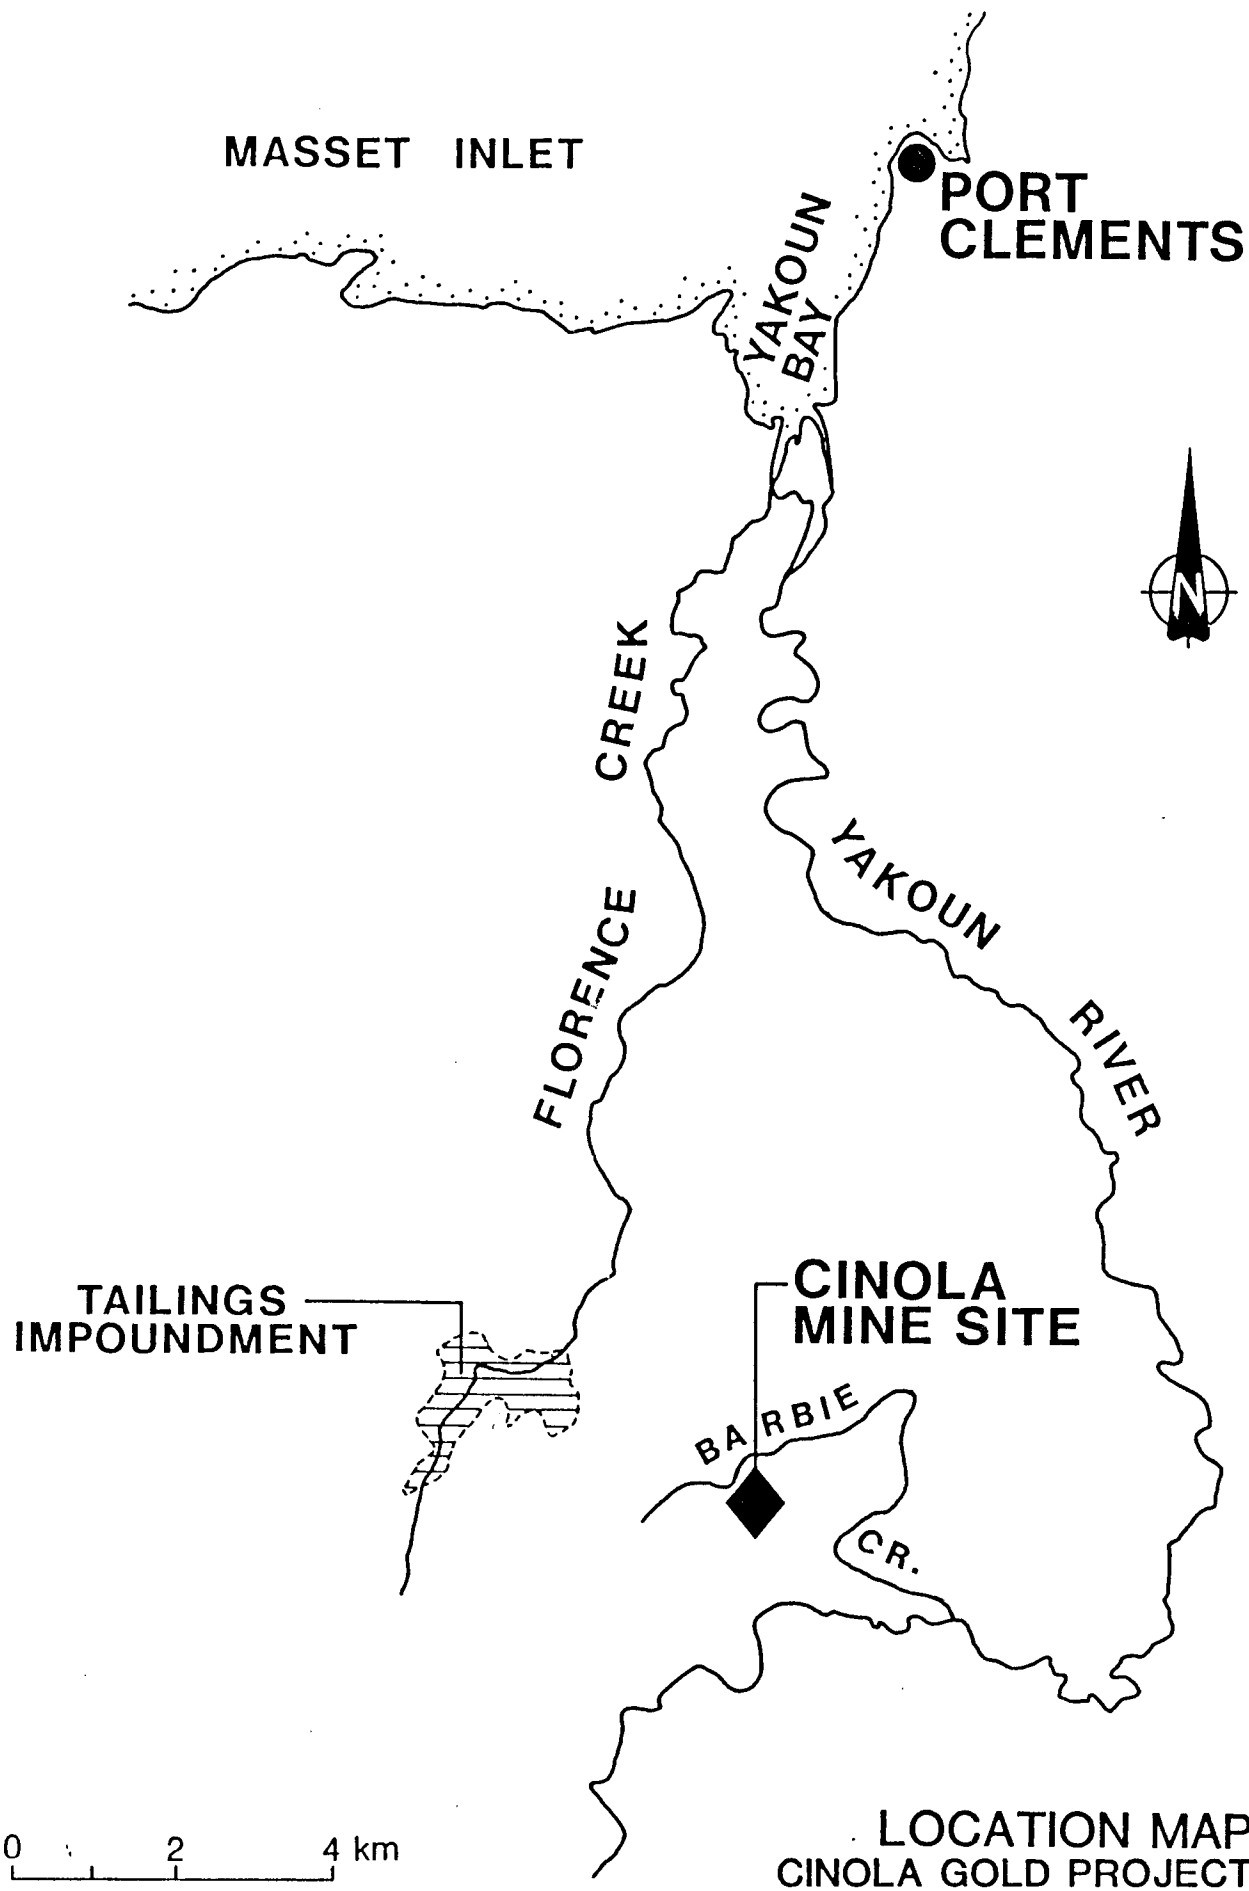 MASSET INLET
PORT
CLEMENTS
YAKOUN
BAY
N
CREEK
FLORENCE
YAKOUN
RIVER
TAILINGS
IMPOUNDMENT
CINOLA
MINE SITE
BARBIE
CR.
0 2 4 km
LOCATION MAP
CINOLA GOLD PROJECT